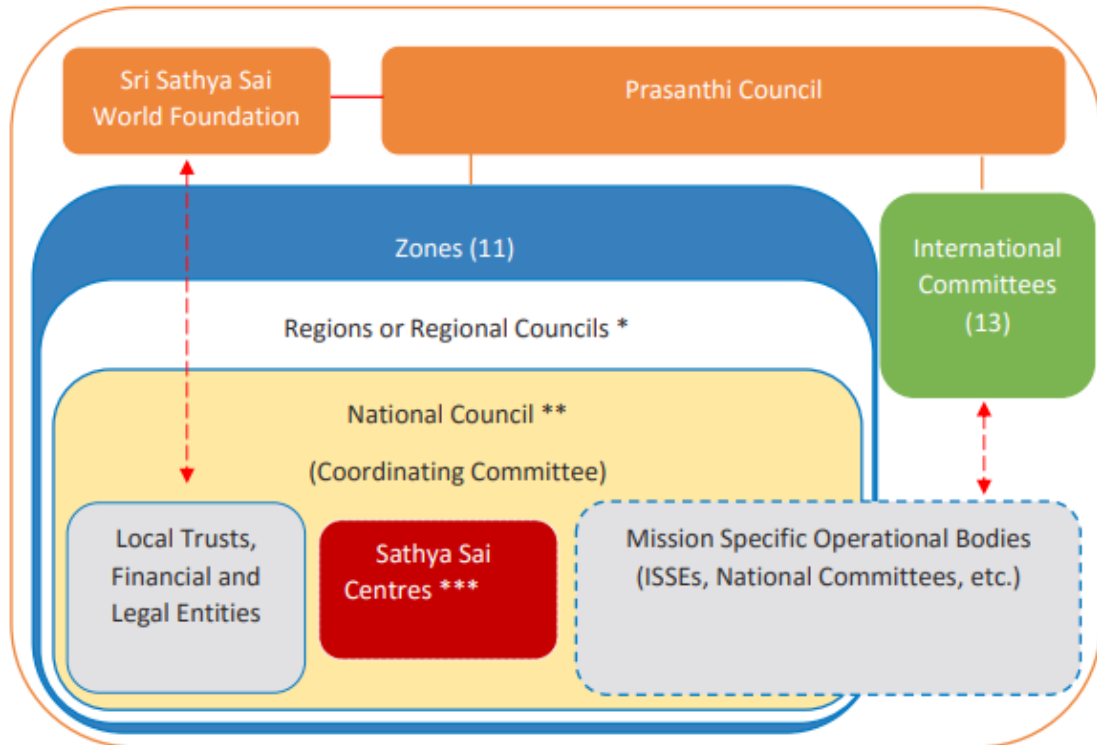 Sri Sathya Sai
World Foundation
Prasanthi Council
Zones (11)
International
Committees
(13)
Regions or Regional Councils *
National Council **
(Coordinating Committee)
Local Trusts,
Financial and
Legal Entities
Sathya Sai
Centres ***
Mission Specific Operational Bodies
(ISSEs, National Committees, etc.)